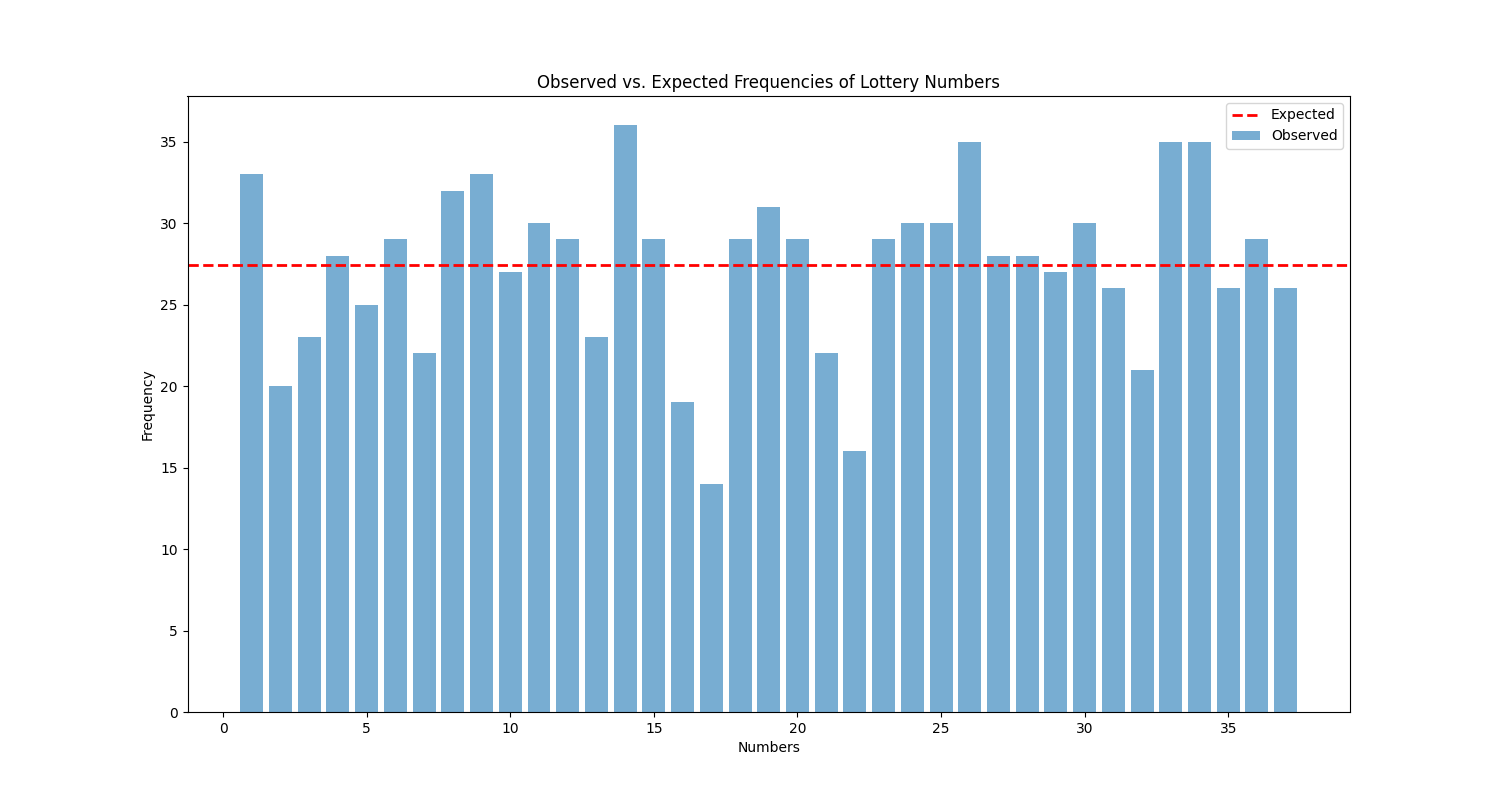 Observed vs. Expected Frequencies of Lottery Numbers
Expected
Observed
35
30
25
20
15
10
5
0
Frequency
0 5 10 15 20 25 30 35
Numbers